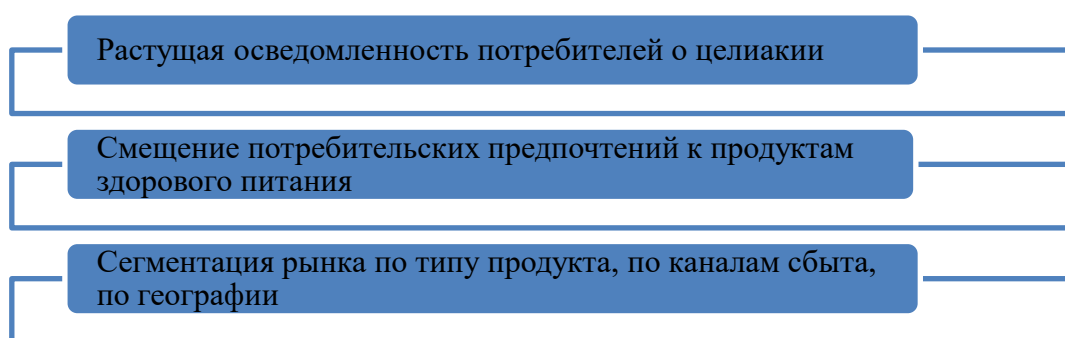 Растущая осведомленность потребителей о целиакии
Смещение потребительских предпочтений к продуктам
здорового питания
Сегментация рынка по типу продукта, по каналам сбыта,
по географии